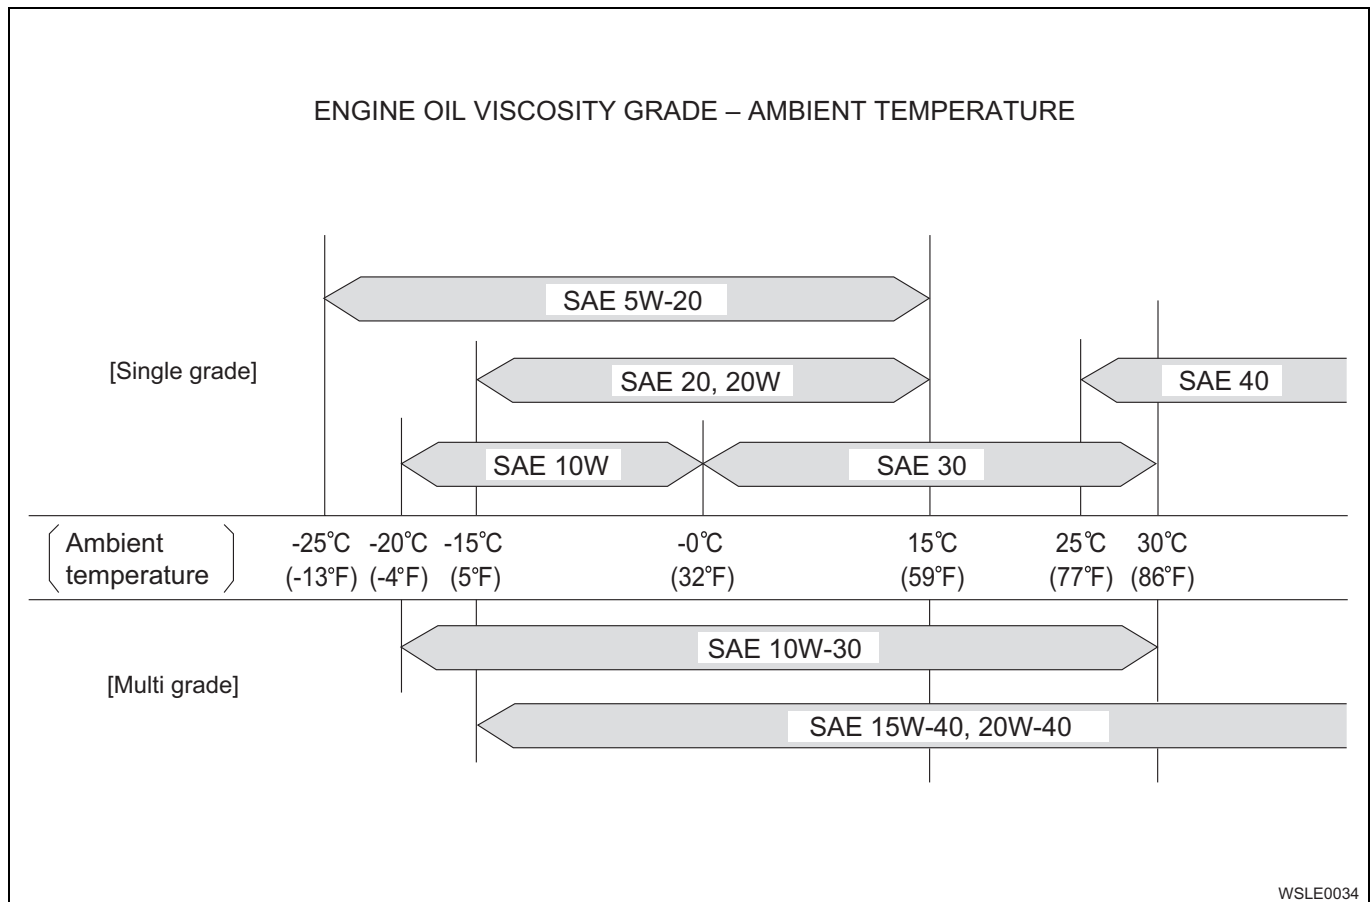 ENGINE OIL VISCOSITY GRADE – AMBIENT TEMPERATURE
SAE 5W-20
[Single grade]
SAE 20, 20W
SAE 40
SAE 10W
SAE 30
Ambient temperature
-25°C -20°C -15°C -0°C 15°C 25°C 30°C
(-13°F) (-4°F) (5°F) (32°F) (59°F) (77°F) (86°F)
SAE 10W-30
[Multi grade]
SAE 15W-40, 20W-40
WSLE0034